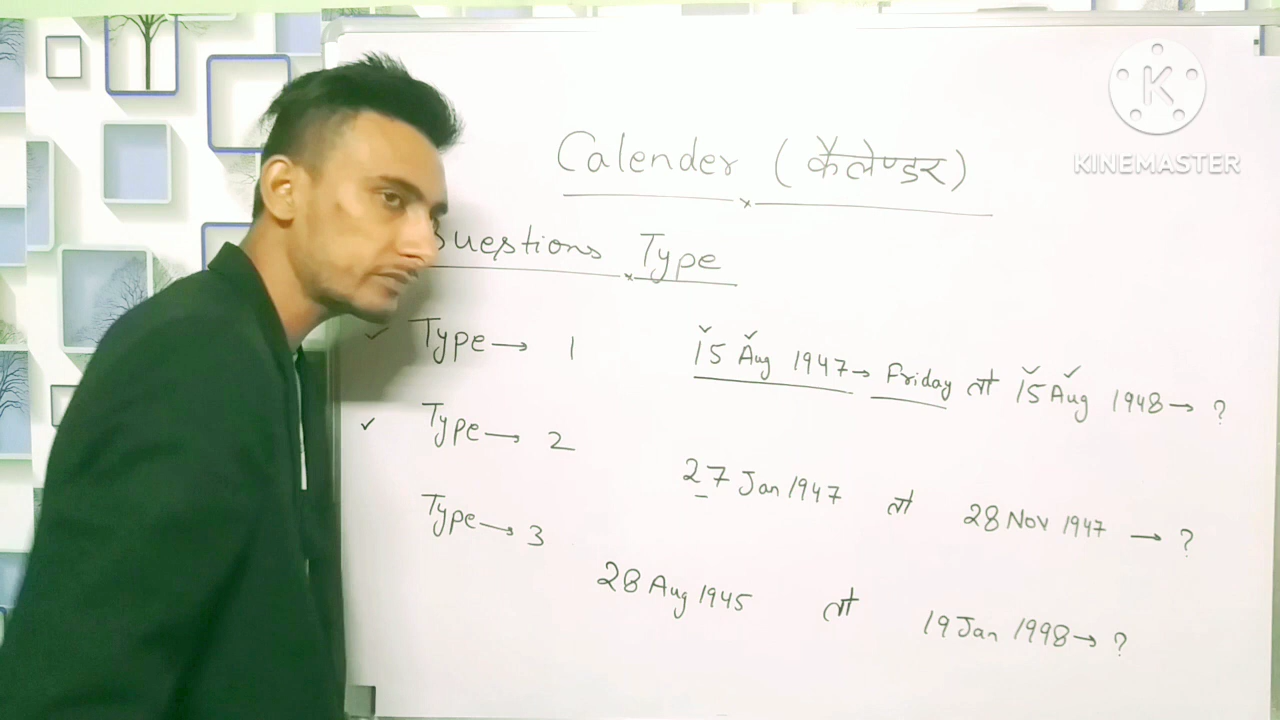 Calender (कैलेण्डर)
Questions Type
Type → 1 15 Aug 1947 → Friday तो 15 Aug 1948 → ?
Type → 2 27 Jan 1947 तो 28 Nov 1947 → ?
Type → 3 28 Aug 1945 तो 19 Jan 1998 → ?
K
KINEMASTER